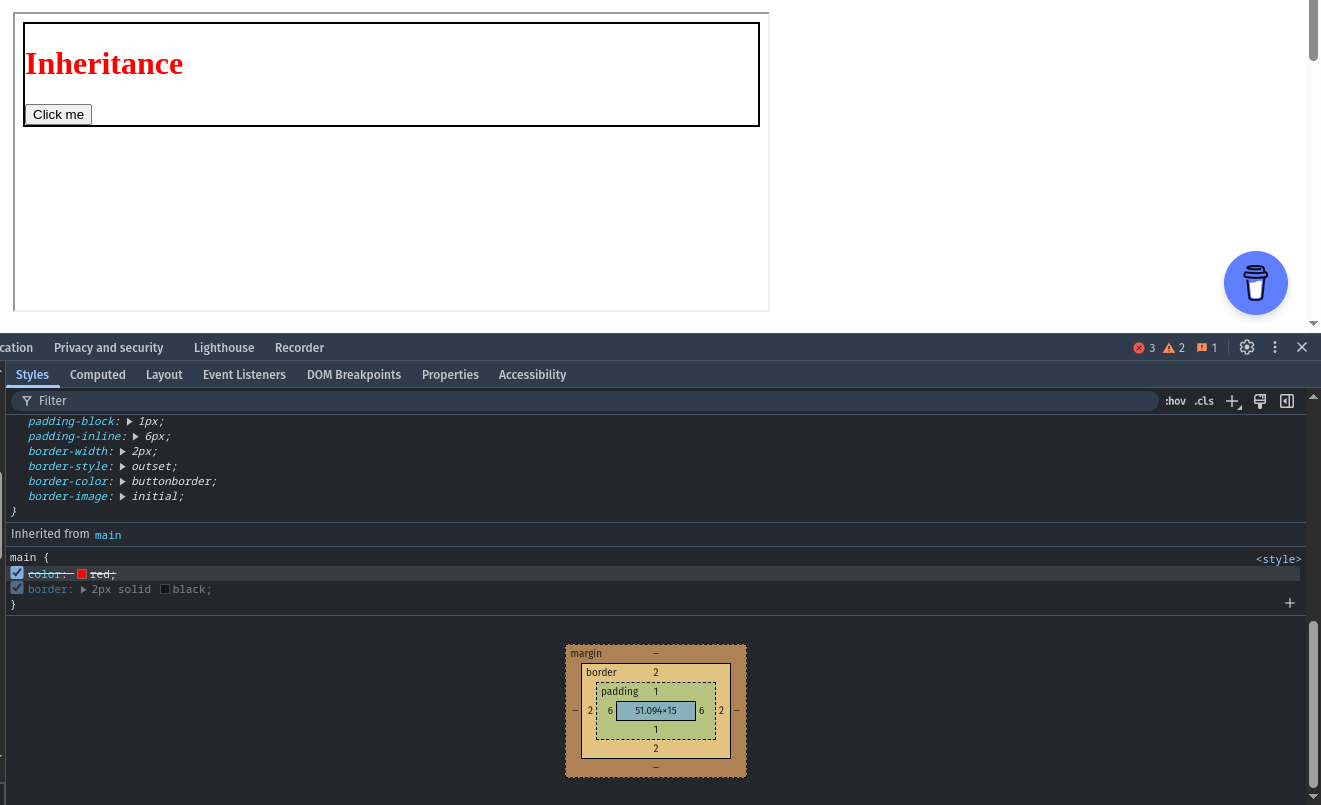 Inheritance
Click me
cation Privacy and security Lighthouse Recorder 3 2 1
Styles Computed Layout Event Listeners DOM Breakpoints Properties Accessibility
Filter :hov .cls
padding-block: 1px;
padding-inline: 6px;
border-width: 2px;
border-style: outset;
border-color: buttonborder;
border-image: initial;
}
Inherited from main
main { <style>
color: red;
border: 2px solid black;
}
margin –
border 2
padding 1
– 2 6 51.094×15 6 2 –
1
2
–